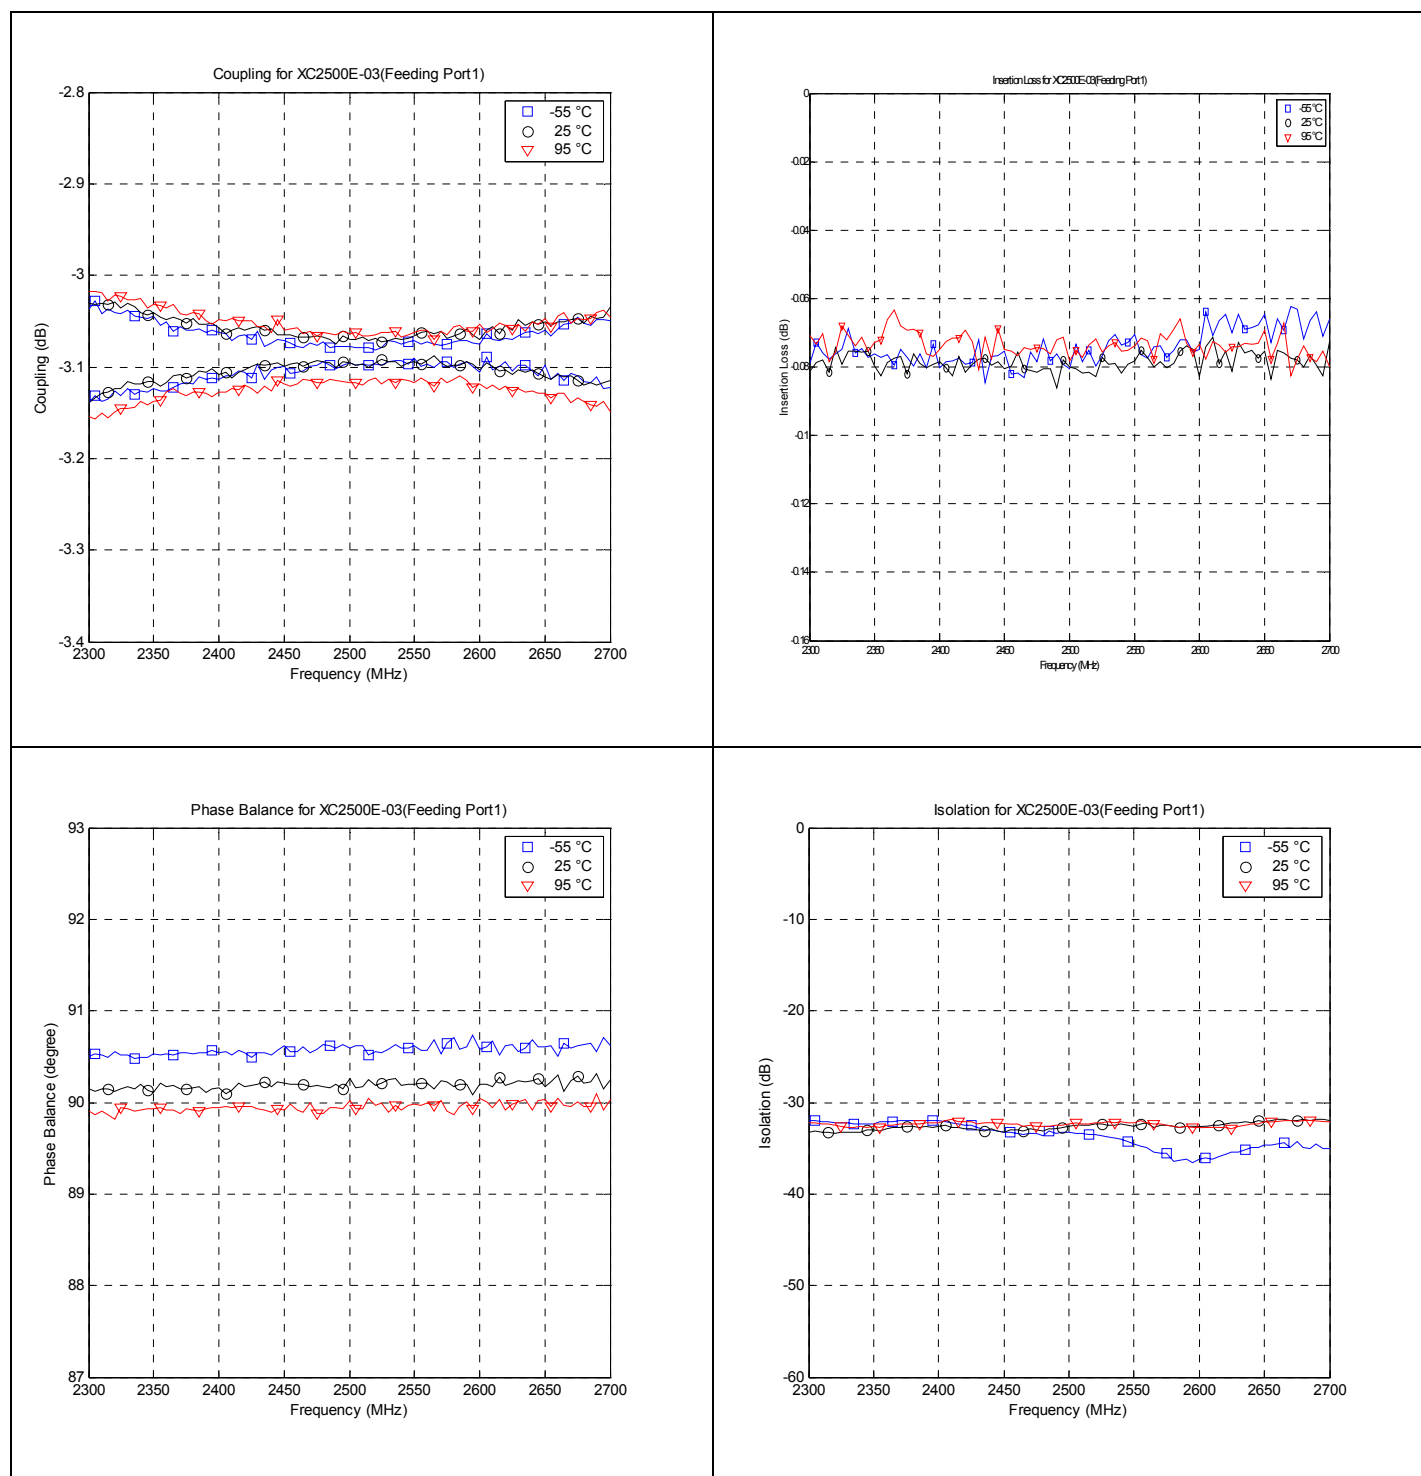 Coupling for XC2500E-03(Feeding Port1)
-2.8
-2.9
-3
-3.1
-3.2
-3.3
-3.4
Coupling (dB)
-55 °C
25 °C
95 °C
2300 2350 2400 2450 2500 2550 2600 2650 2700
Frequency (MHz)
Insertion Loss for XC2500E-03(Feeding Port1)
0
-0.02
-0.04
-0.06
-0.08
-0.1
-0.12
-0.14
-0.16
Insertion Loss (dB)
-55 °C
25 °C
95 °C
2300 2350 2400 2450 2500 2550 2600 2650 2700
Frequency (MHz)
Phase Balance for XC2500E-03(Feeding Port1)
93
92
91
90
89
88
87
Phase Balance (degree)
-55 °C
25 °C
95 °C
2300 2350 2400 2450 2500 2550 2600 2650 2700
Frequency (MHz)
Isolation for XC2500E-03(Feeding Port1)
0
-10
-20
-30
-40
-50
-60
Isolation (dB)
-55 °C
25 °C
95 °C
2300 2350 2400 2450 2500 2550 2600 2650 2700
Frequency (MHz)